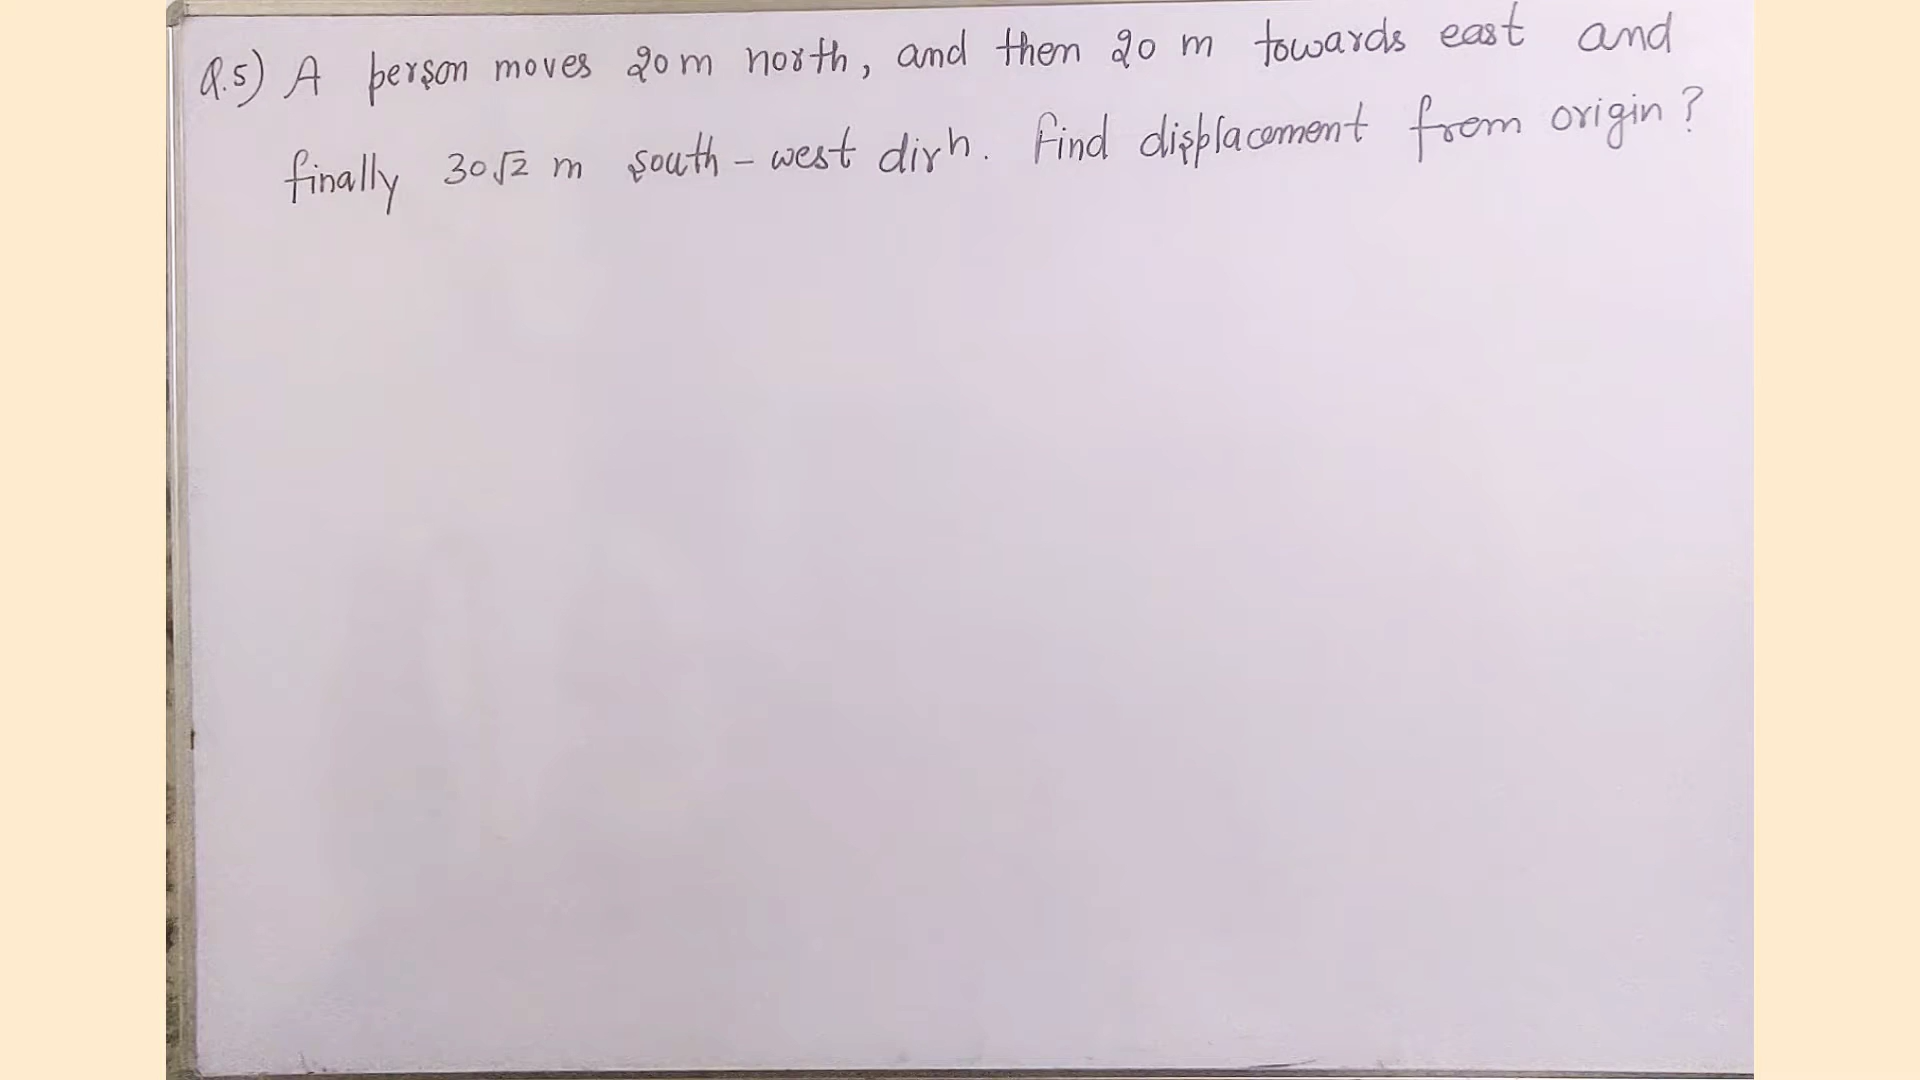 Q.5) A person moves 20 m north, and then 20 m towards east and
finally 30√2 m south-west dirn. Find displacement from origin?